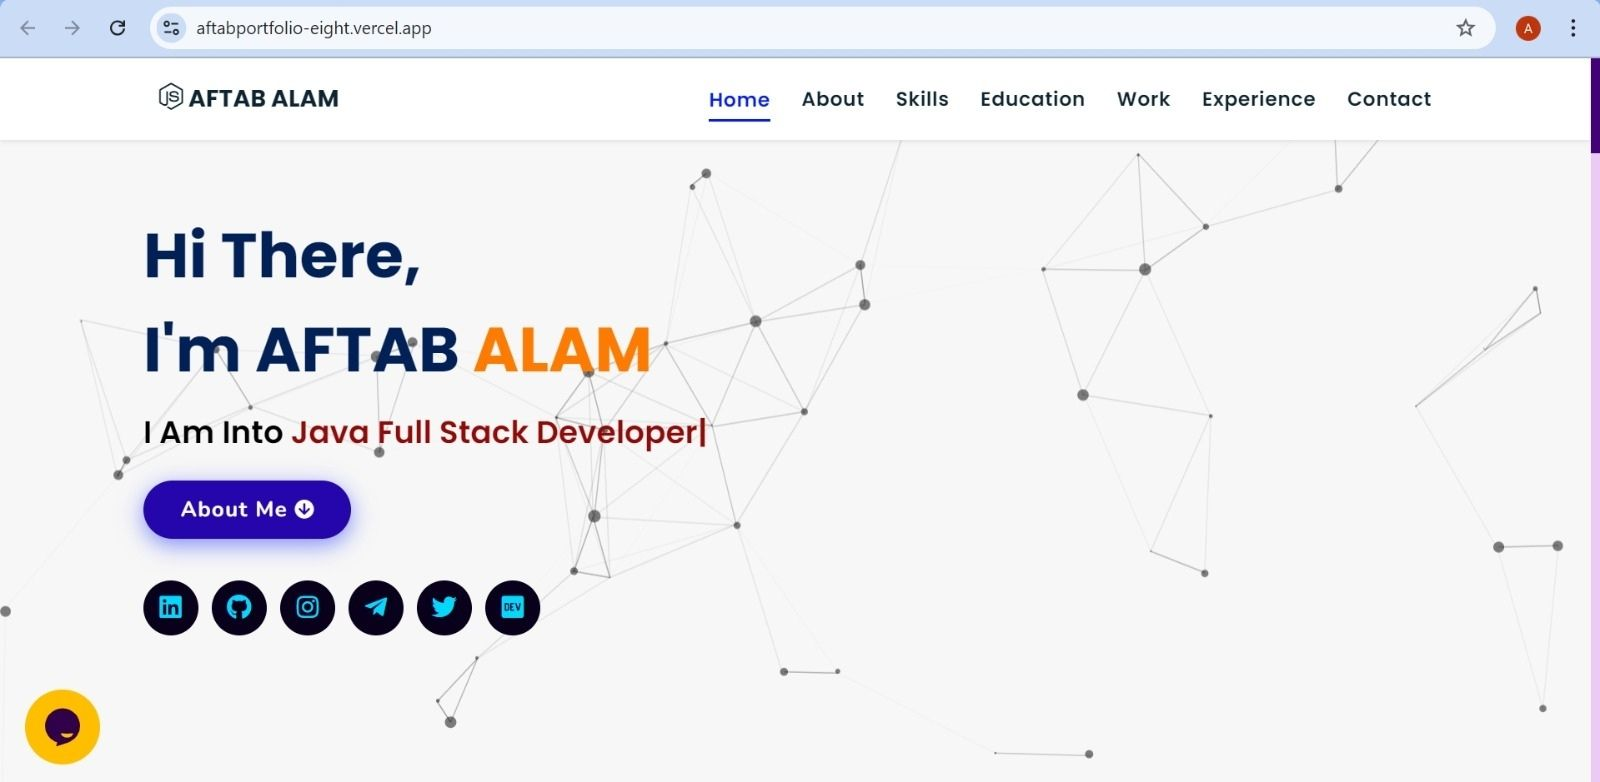 aftabportfolio-eight.vercel.app
A
JS AFTAB ALAM
Home About Skills Education Work Experience Contact
Hi There,
I'm AFTAB ALAM
I Am Into Java Full Stack Developer|
About Me
in
DEV